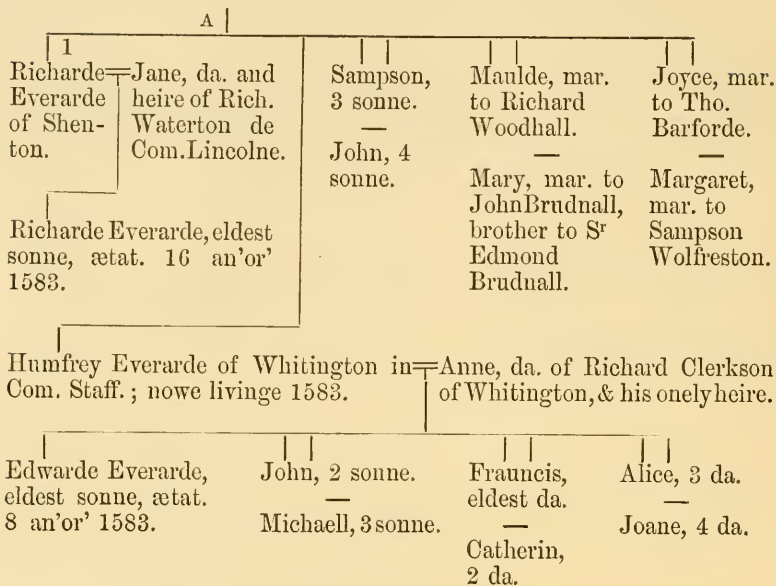 A
1
Richarde
Everarde
of Shen-
ton.
Jane, da. and
heire of Rich.
Waterton de
Com.Lincolne.
Sampson,
3 sonne.
—
John, 4
sonne.
Maulde, mar.
to Richard
Woodhall.
—
Mary, mar. to
John Brudnall,
brother to Sʳ
Edmond
Brudnall.
Joyce, mar.
to Tho.
Barforde.
—
Margaret,
mar. to
Sampson
Wolfreston.
Richarde Everarde, eldest
sonne, ætat. 16 an'or'
1583.
Humfrey Everarde of Whitington in
Com. Staff.; nowe livinge 1583.
Anne, da. of Richard Clerkson
of Whitington, & his onely heire.
Edwarde Everarde,
eldest sonne, ætat.
8 an'or' 1583.
John, 2 sonne.
—
Michaell, 3 sonne.
Frauncis,
eldest da.
—
Catherin,
2 da.
Alice, 3 da.
—
Joane, 4 da.